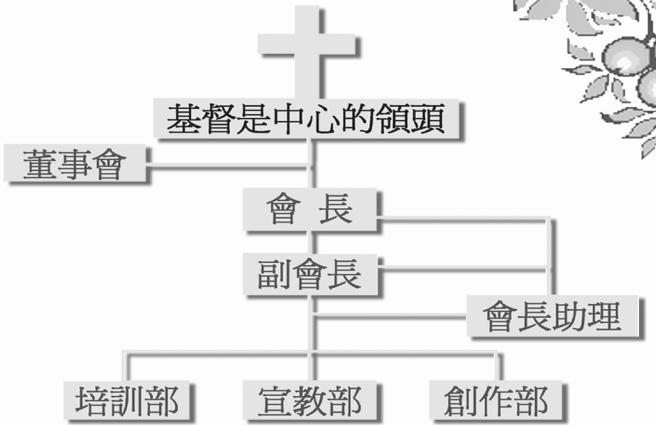 基督是中心的領頭
董事會
會 長
副會長
會長助理
培訓部
宣教部
創作部